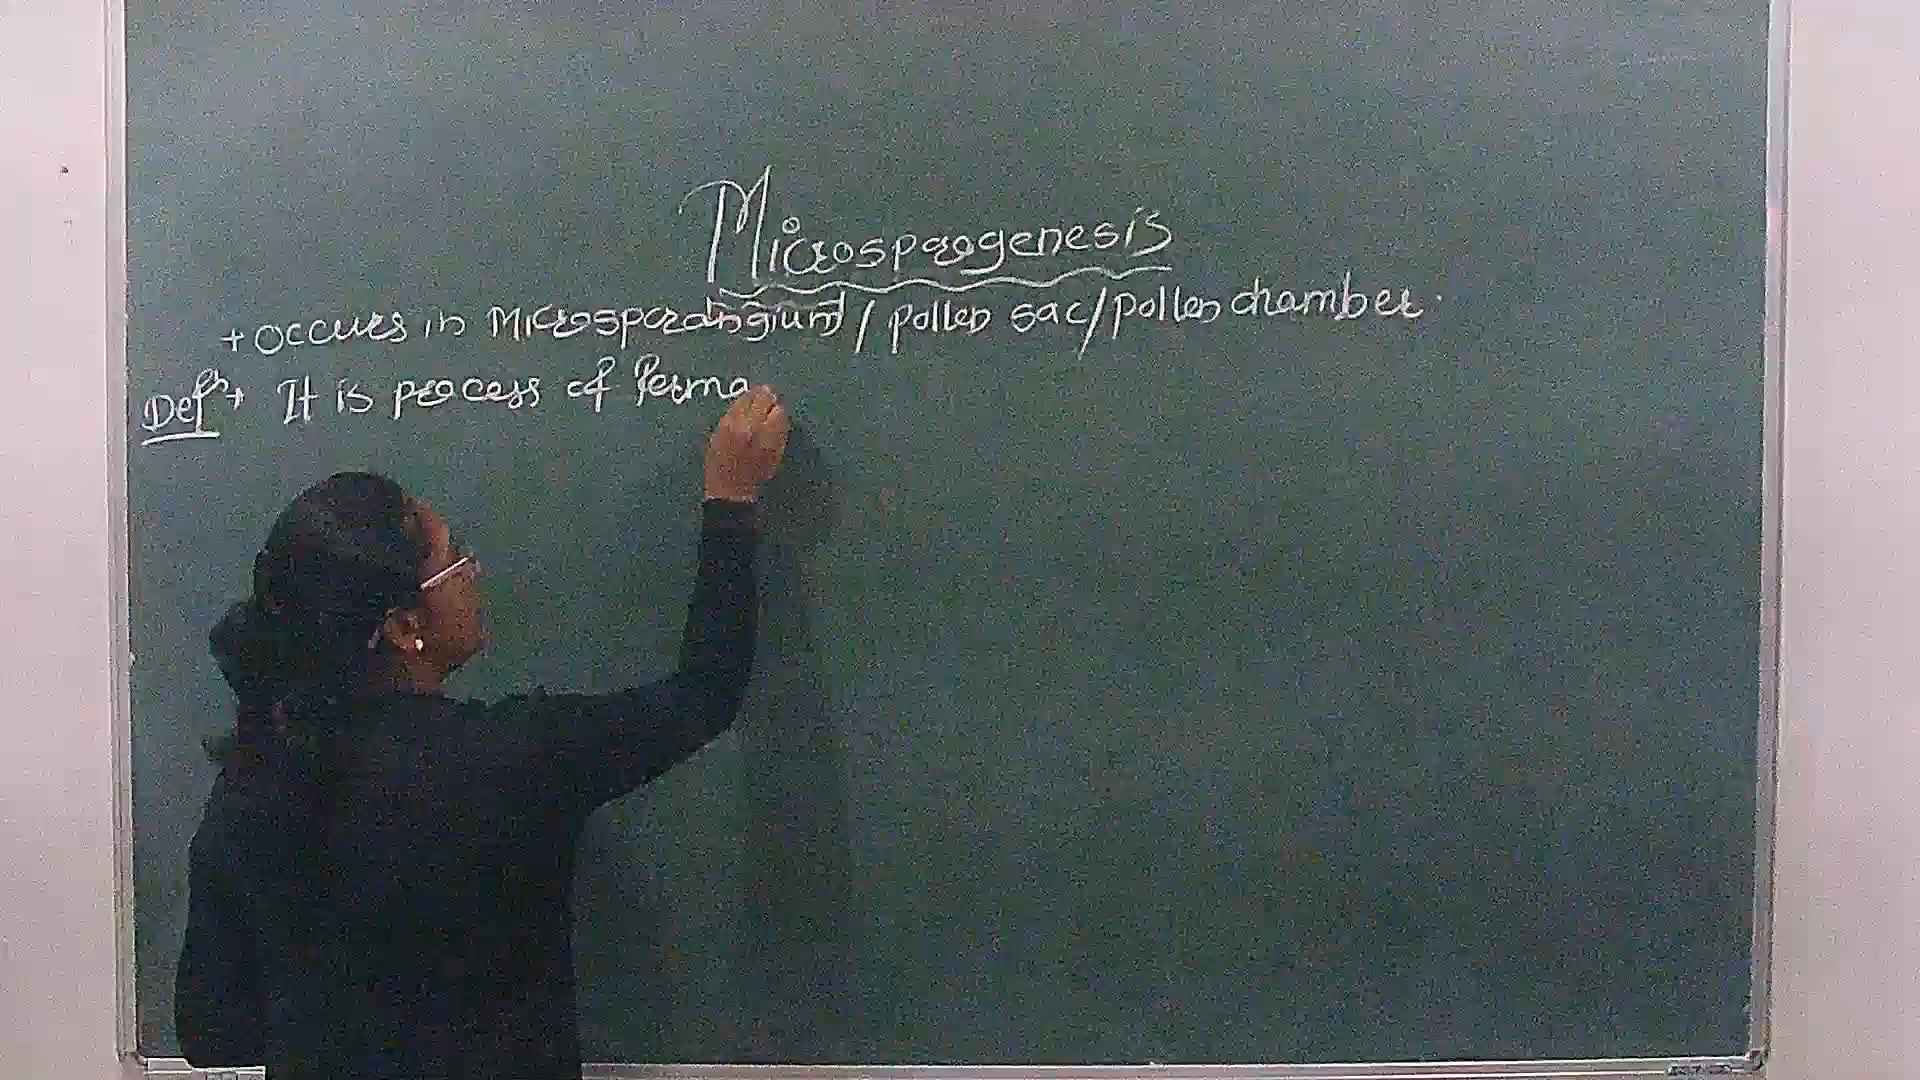 Microsporogenesis
→ occurs in Microsporangium / pollen sac / pollen chamber.
Defn → It is process of forma